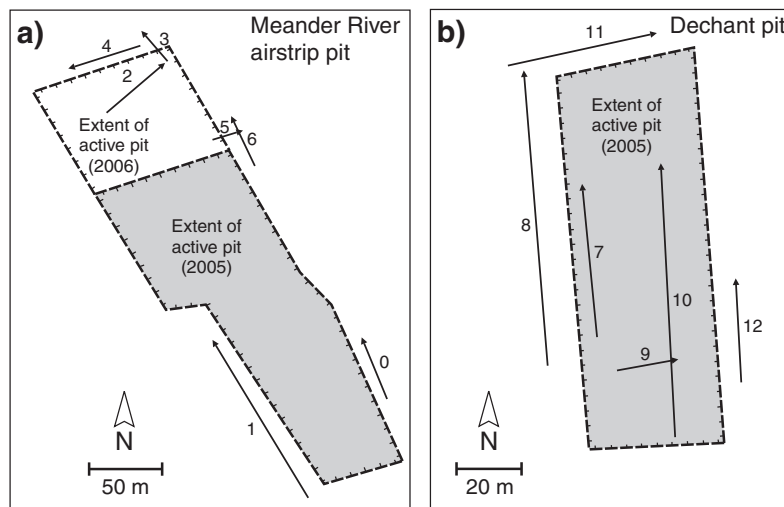 a)
Meander River
airstrip pit
4
3
2
Extent of
active pit
(2006)
5
6
Extent of
active pit
(2005)
0
1
N
50 m
b)
Dechant pit
11
Extent of
active pit
(2005)
8
7
10
12
9
N
20 m